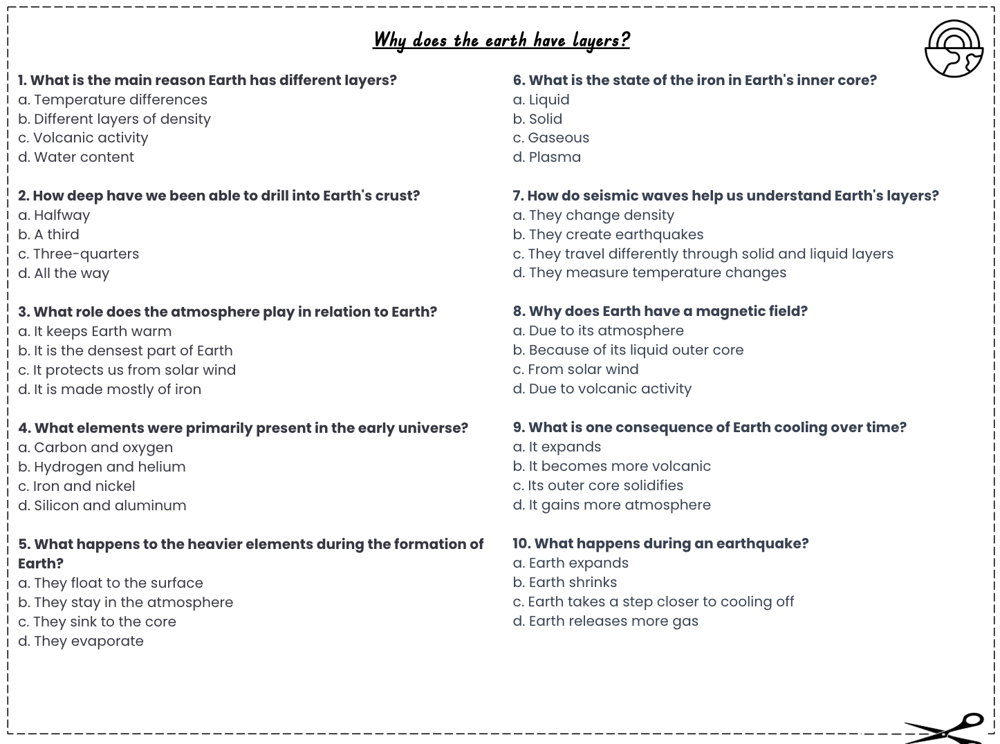 Why does the earth have layers?
1. What is the main reason Earth has different layers?
a. Temperature differences
b. Different layers of density
c. Volcanic activity
d. Water content
2. How deep have we been able to drill into Earth's crust?
a. Halfway
b. A third
c. Three-quarters
d. All the way
3. What role does the atmosphere play in relation to Earth?
a. It keeps Earth warm
b. It is the densest part of Earth
c. It protects us from solar wind
d. It is made mostly of iron
4. What elements were primarily present in the early universe?
a. Carbon and oxygen
b. Hydrogen and helium
c. Iron and nickel
d. Silicon and aluminum
5. What happens to the heavier elements during the formation of
Earth?
a. They float to the surface
b. They stay in the atmosphere
c. They sink to the core
d. They evaporate
6. What is the state of the iron in Earth's inner core?
a. Liquid
b. Solid
c. Gaseous
d. Plasma
7. How do seismic waves help us understand Earth's layers?
a. They change density
b. They create earthquakes
c. They travel differently through solid and liquid layers
d. They measure temperature changes
8. Why does Earth have a magnetic field?
a. Due to its atmosphere
b. Because of its liquid outer core
c. From solar wind
d. Due to volcanic activity
9. What is one consequence of Earth cooling over time?
a. It expands
b. It becomes more volcanic
c. Its outer core solidifies
d. It gains more atmosphere
10. What happens during an earthquake?
a. Earth expands
b. Earth shrinks
c. Earth takes a step closer to cooling off
d. Earth releases more gas